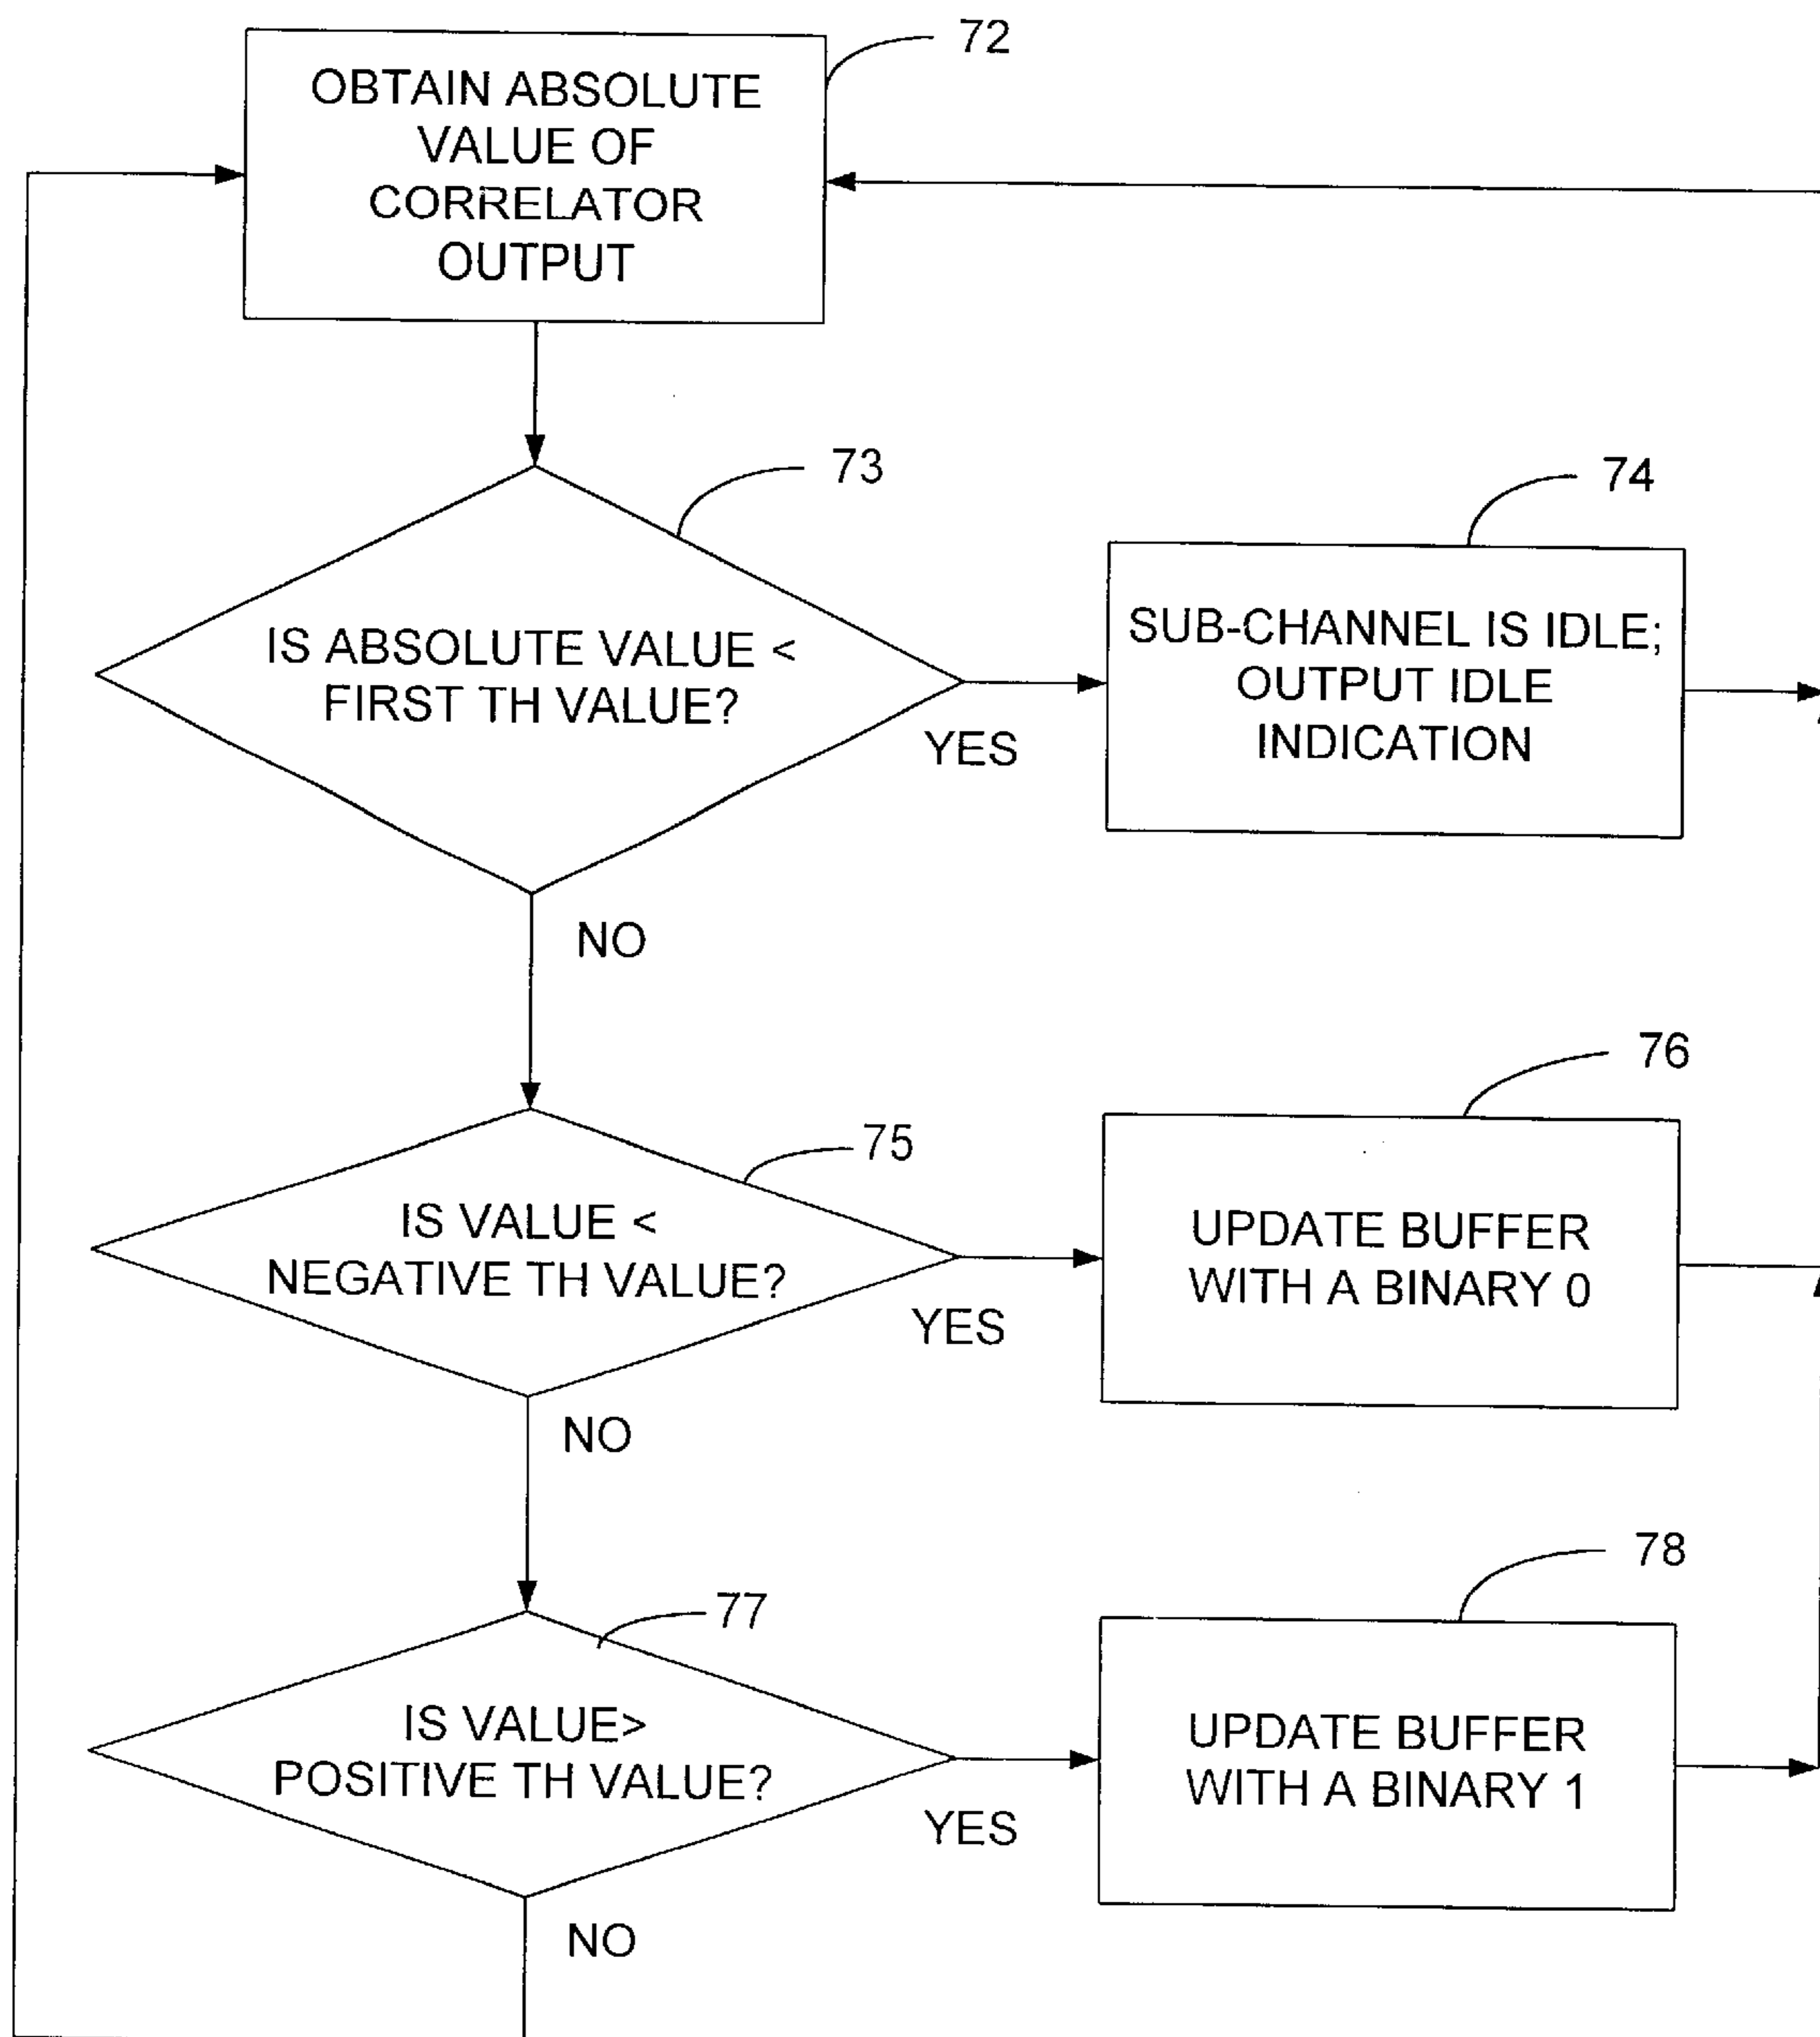 72
OBTAIN ABSOLUTE
VALUE OF
CORRELATOR
OUTPUT
73
IS ABSOLUTE VALUE <
FIRST TH VALUE?
YES
NO
74
SUB-CHANNEL IS IDLE;
OUTPUT IDLE
INDICATION
75
IS VALUE <
NEGATIVE TH VALUE?
YES
NO
76
UPDATE BUFFER
WITH A BINARY 0
77
IS VALUE>
POSITIVE TH VALUE?
YES
NO
78
UPDATE BUFFER
WITH A BINARY 1